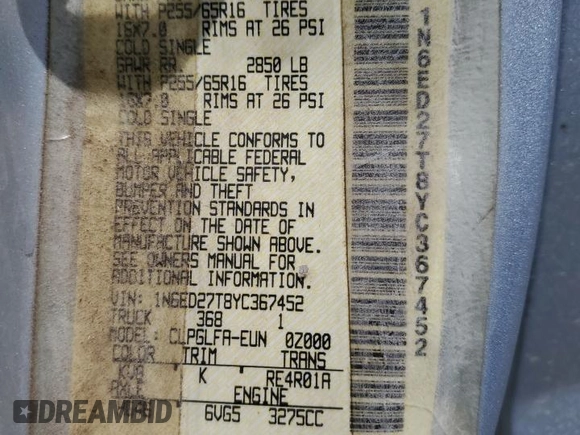 WITH P255/65R16 TIRES
16X7.0 RIMS AT 26 PSI
COLD SINGLE
GAWR RR. 2850 LB
WITH P255/65R16 TIRES
16X7.0 RIMS AT 26 PSI
COLD SINGLE
THIS VEHICLE CONFORMS TO
ALL APPLICABLE FEDERAL
MOTOR VEHICLE SAFETY,
BUMPER AND THEFT
PREVENTION STANDARDS IN
EFFECT ON THE DATE OF
MANUFACTURE SHOWN ABOVE.
SEE OWNERS MANUAL FOR
ADDITIONAL INFORMATION.
VIN: 1N6ED27T8YC367452
TRUCK 368 1
MODEL: CLPGLFA-EUN 0Z000
COLOR TRIM TRANS
KV0 K RE4R01A
AXLE ENGINE
6VG5 3275CC
1N6ED27T8YC367452
DREAMBID